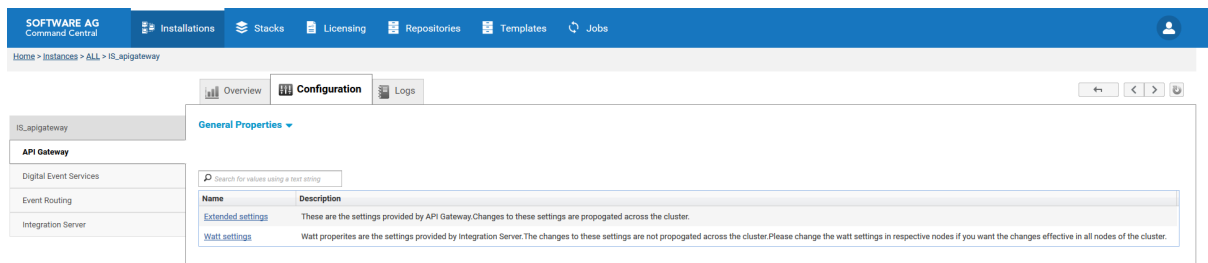 SOFTWARE AG
Command Central
Installations
Stacks
Licensing
Repositories
Templates
Jobs
Home > Instances > ALL > IS_apigateway
Overview
Configuration
Logs
IS_apigateway
API Gateway
Digital Event Services
Event Routing
Integration Server
General Properties
Search for values using a text string
Name Description
Extended settings These are the settings provided by API Gateway.Changes to these settings are propogated across the cluster.
Watt settings Watt properites are the settings provided by Integration Server.The changes to these settings are not propogated across the cluster.Please change the watt settings in respective nodes if you want the changes effective in all nodes of the cluster.